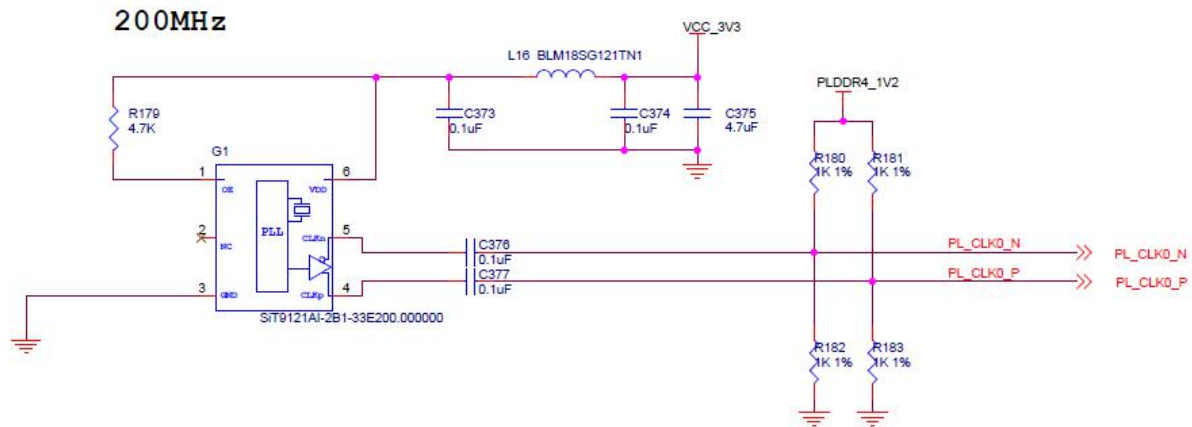 200MHz
VCC_3V3
L16 BLM18SG121TN1
PLDDR4_1V2
R179
4.7K
C373
0.1uF
C374
0.1uF
C375
4.7uF
G1
R180
1K 1%
R181
1K 1%
1
OE
VDD
6
2
NC
PLL
CLKn
5
C376
0.1uF
PL_CLK0_N
PL_CLK0_N
3
GND
CLKp
4
C377
0.1uF
PL_CLK0_P
PL_CLK0_P
SiT9121AI-2B1-33E200.000000
R182
1K 1%
R183
1K 1%